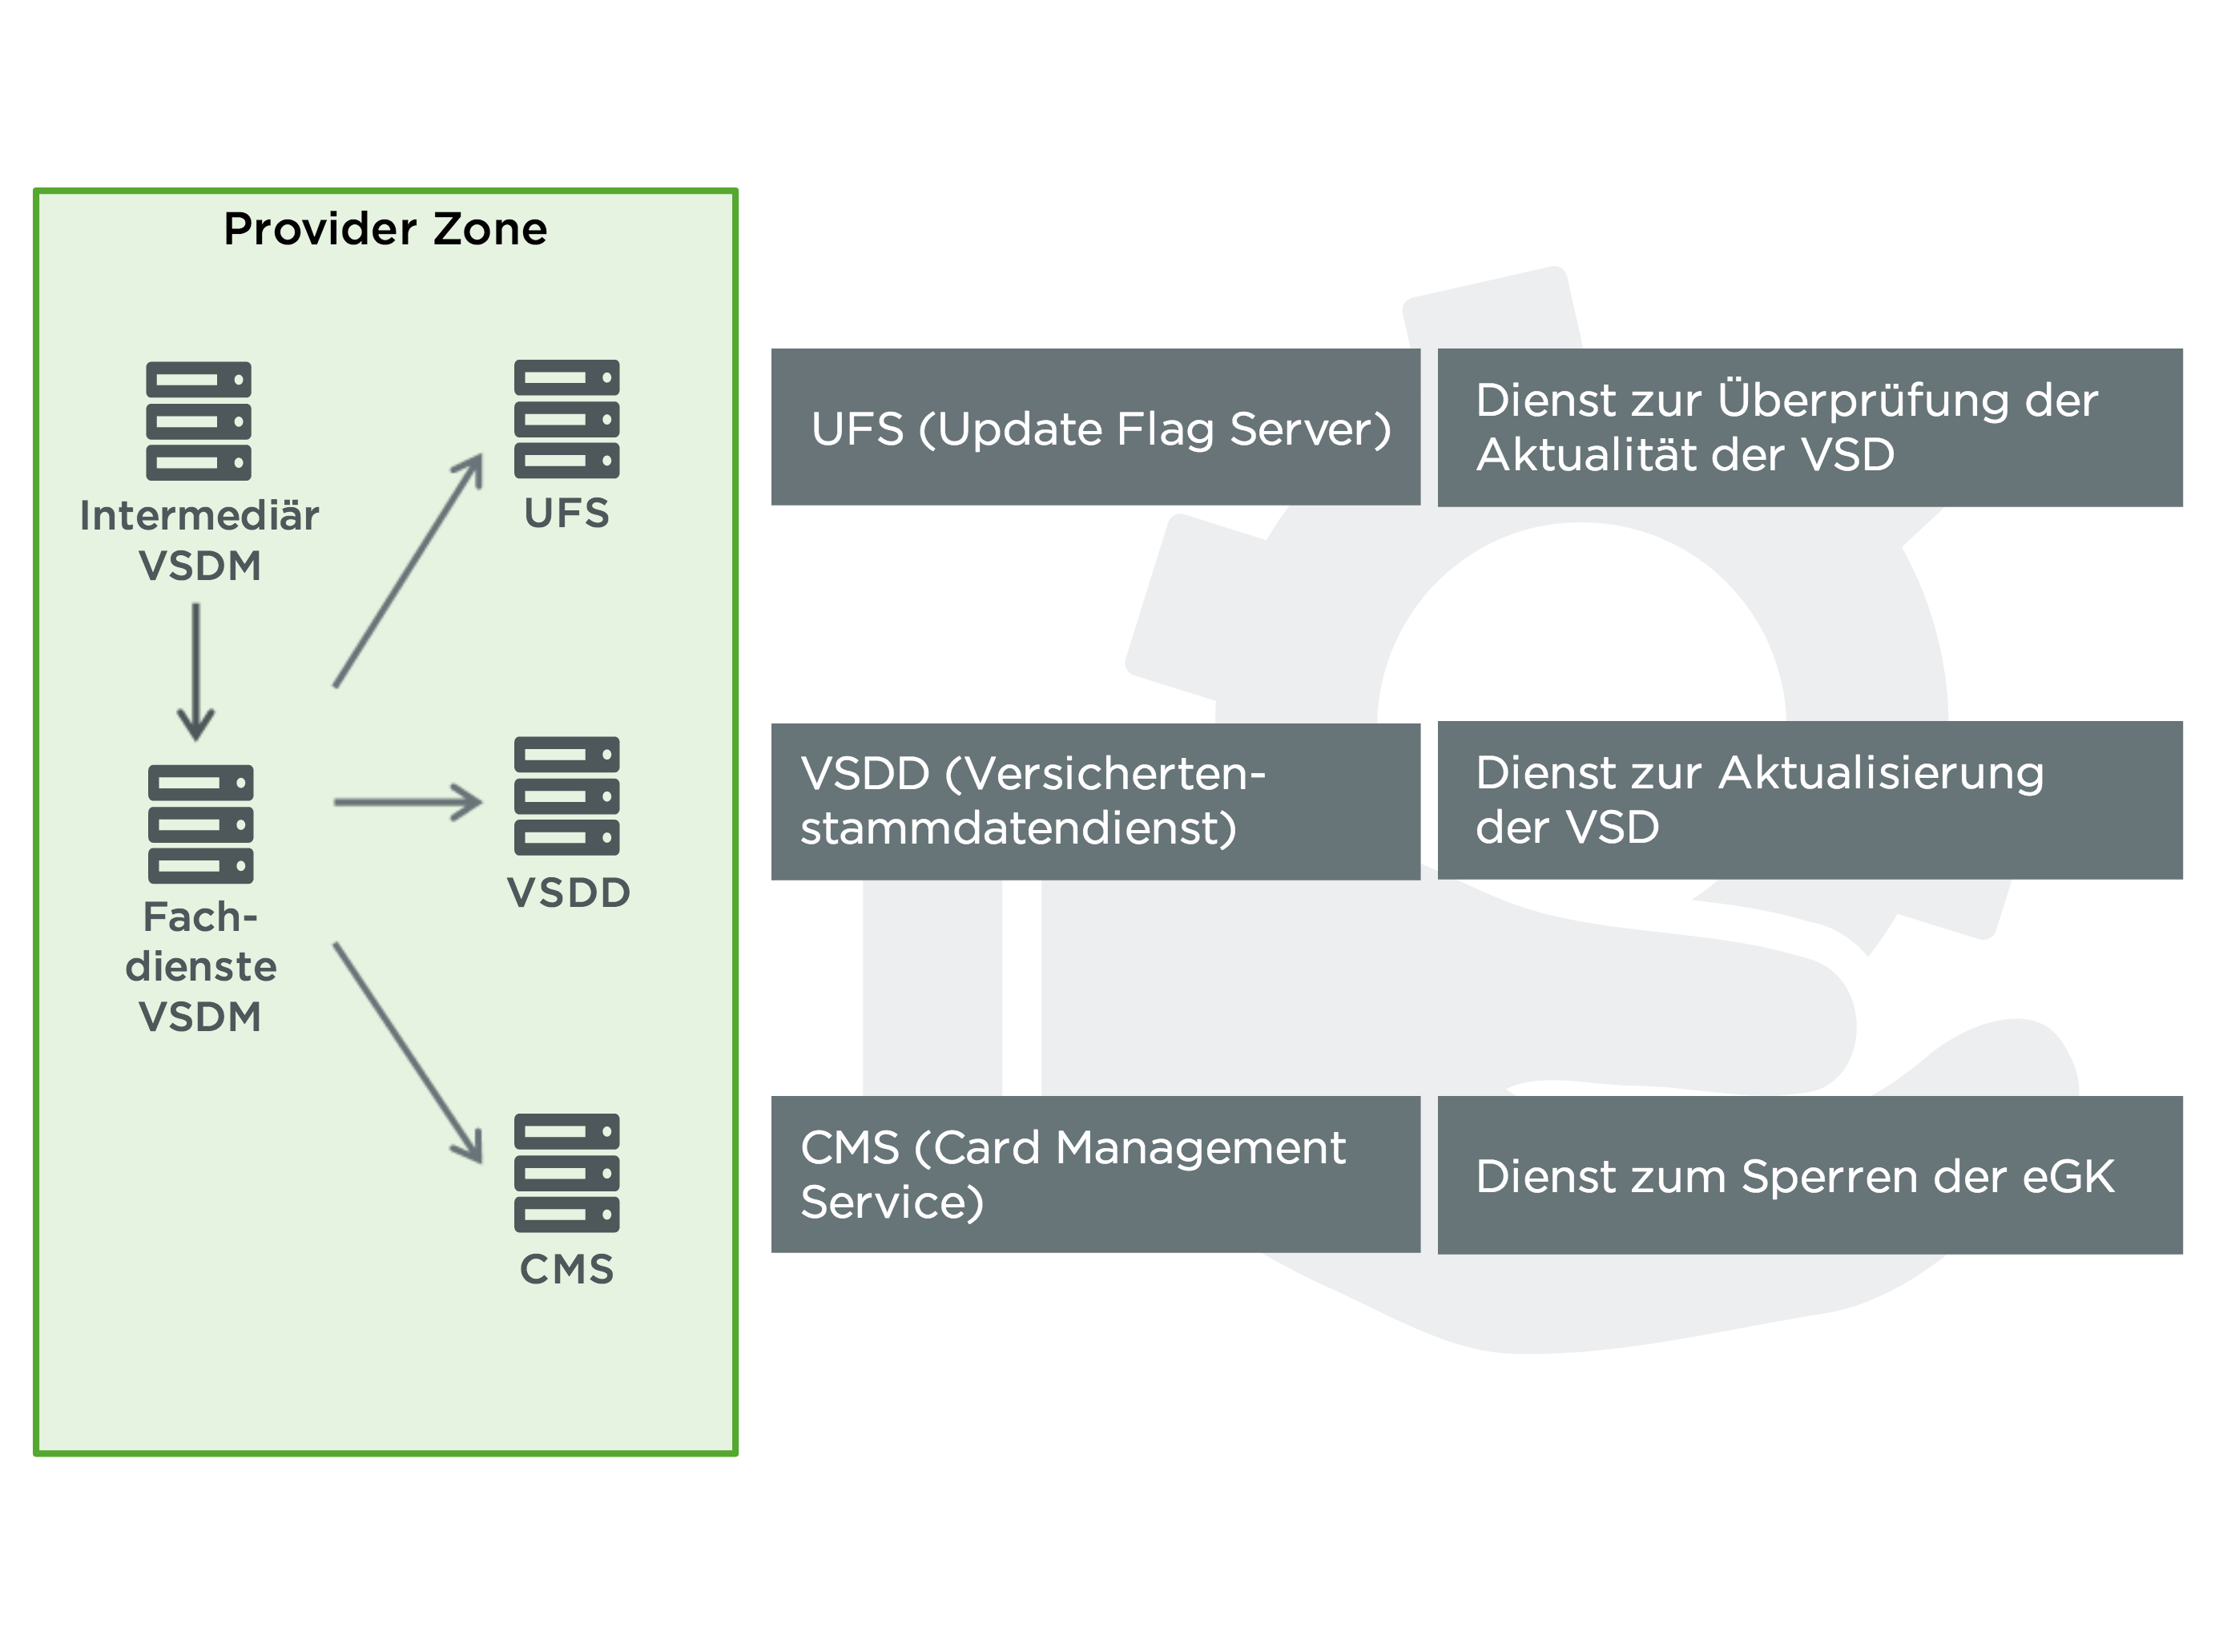 Provider Zone
Intermediär
VSDM
UFS
Fach-
dienste
VSDM
VSDD
CMS
UFS (Update Flag Server)
Dienst zur Überprüfung der
Aktualität der VSD
VSDD (Versicherten-
stammdatendienst)
Dienst zur Aktualisierung
der VSD
CMS (Card Management
Service)
Dienst zum Sperren der eGK